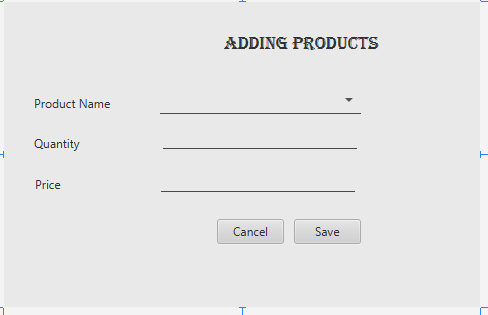 ADDING PRODUCTS
Product Name
Quantity
Price
Cancel Save